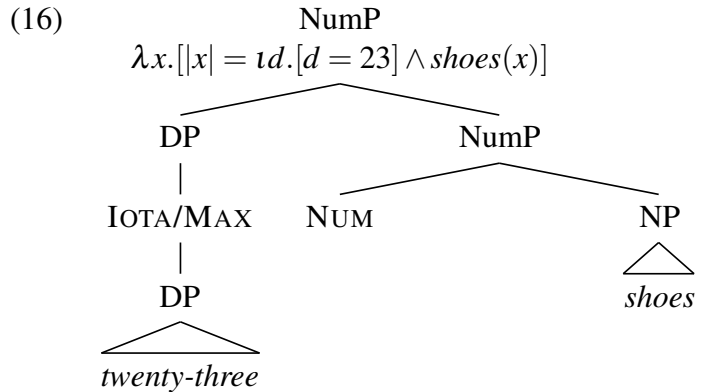 (16) NumP
λx.[|x| = ιd.[d = 23] ∧ shoes(x)]
DP NumP
IOTA/MAX NUM NP
DP shoes
twenty-three